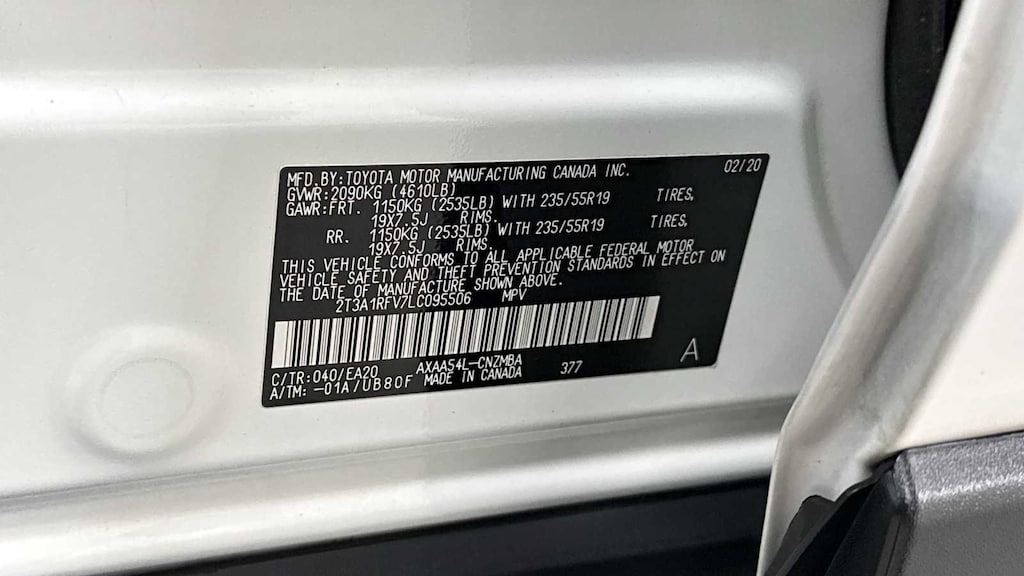 MFD. BY: TOYOTA MOTOR MANUFACTURING CANADA INC. 02/20
GVWR: 2090KG (4610LB)
GAWR: FRT. 1150KG (2535LB) WITH 235/55R19 TIRES,
19X7.5J RIMS,
RR. 1150KG (2535LB) WITH 235/55R19 TIRES,
19X7.5J RIMS.
THIS VEHICLE CONFORMS TO ALL APPLICABLE FEDERAL MOTOR
VEHICLE SAFETY AND THEFT PREVENTION STANDARDS IN EFFECT ON
THE DATE OF MANUFACTURE SHOWN ABOVE.
2T3A1RFV7LC095506 MPV
C/TR: 040/EA20 AXAA54L-CNZMBA 377 A
A/TM: -01A/UB80F MADE IN CANADA